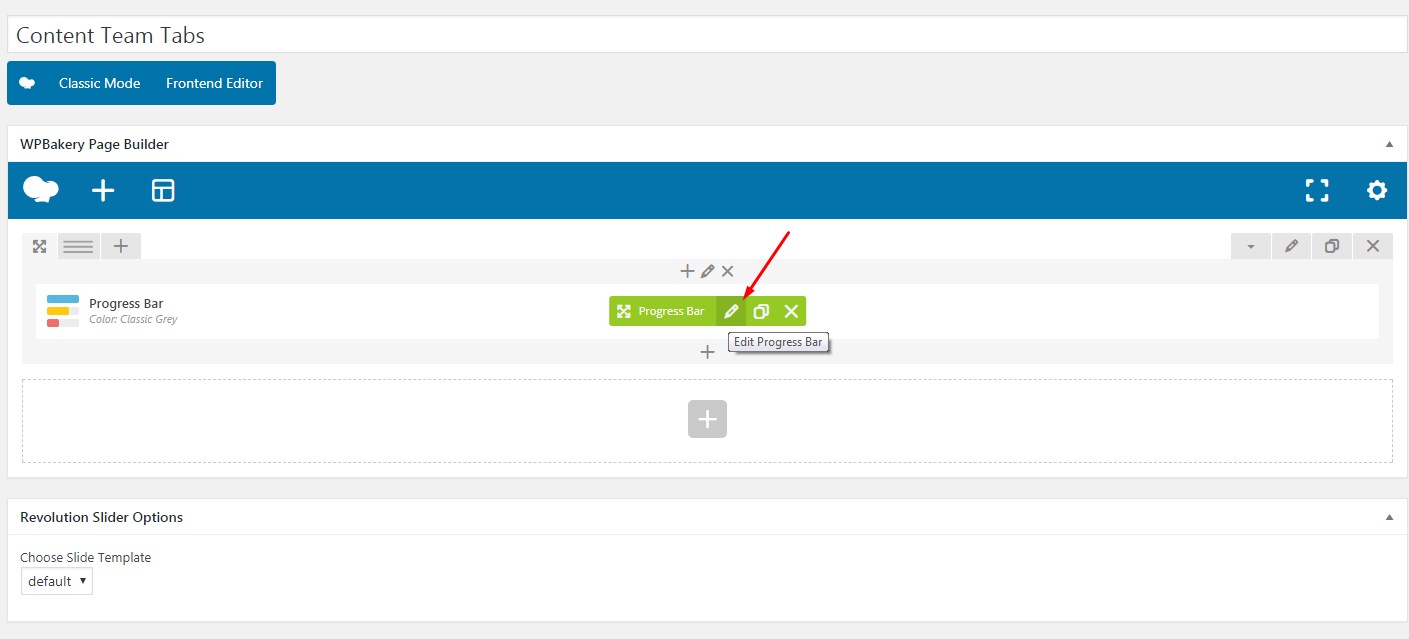 Content Team Tabs
Classic Mode Frontend Editor
WPBakery Page Builder
Progress Bar
Color: Classic Grey
Progress Bar
Edit Progress Bar
Revolution Slider Options
Choose Slide Template
default